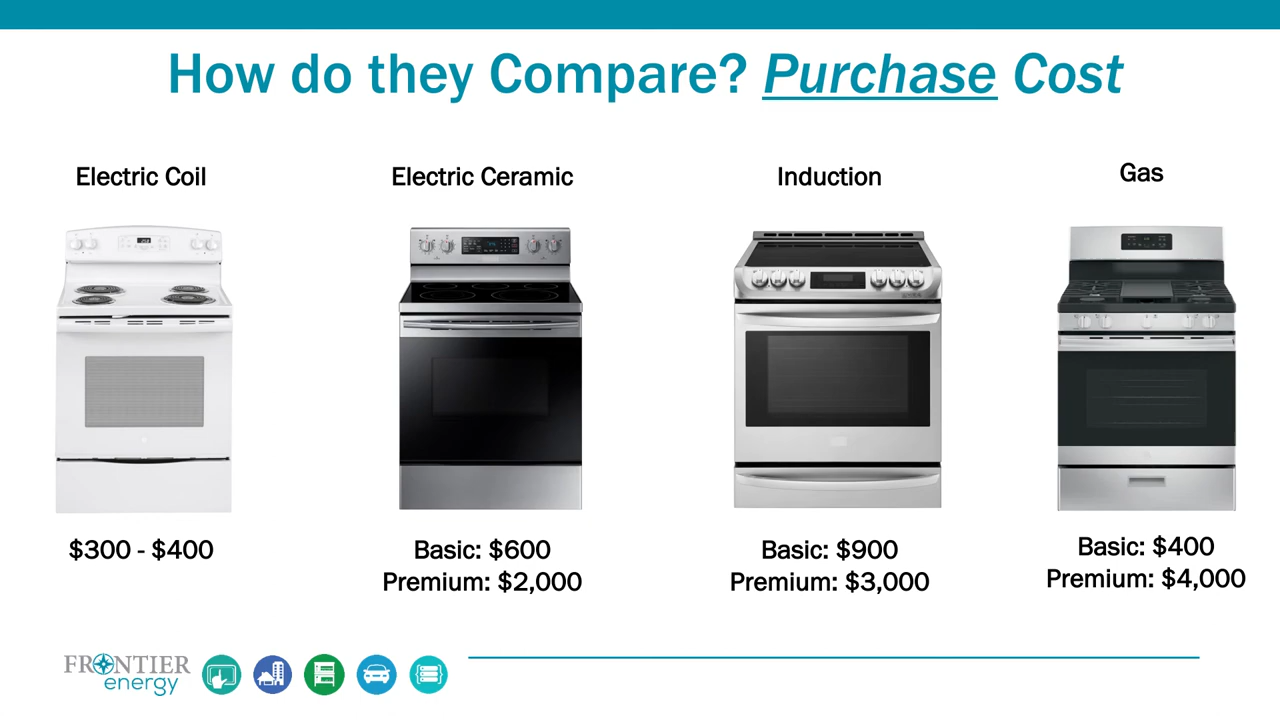 How do they Compare? Purchase Cost
Electric Coil
Electric Ceramic
Induction
Gas
$300 - $400
Basic: $600
Premium: $2,000
Basic: $900
Premium: $3,000
Basic: $400
Premium: $4,000
FRONTIER
energy